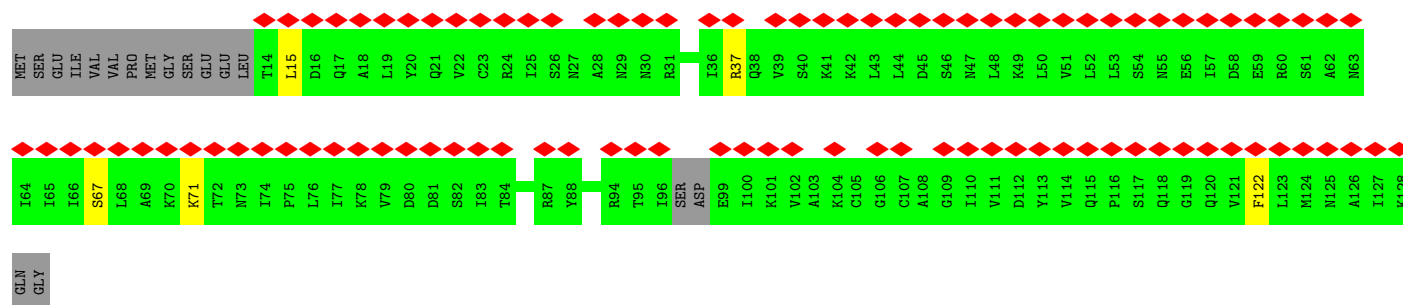 MET SER GLU ILE VAL VAL PRO MET GLY SER GLU GLU LEU T14 L15 D16 Q17 A18 L19 Y20 Q21 V22 C23 R24 I25 S26 N27 A28 N29 N30 R31 I36 R37 Q38 V39 S40 K41 K42 L43 L44 D45 S46 N47 L48 K49 L50 V51 L52 L53 S54 N55 E56 I57 D58 E59 R60 S61 A62 N63
I64 I65 I66 S67 L68 A69 K70 K71 T72 N73 I74 P75 L76 I77 K78 V79 D80 D81 S82 I83 T84 R87 Y88 R94 T95 I96 SER ASP E99 I100 K101 V102 A103 K104 C105 G106 C107 A108 G109 I110 V111 D112 Y113 V114 Q115 P116 S117 Q118 G119 Q120 V121 F122 L123 M124 N125 A126 I127 K128
GLN GLY